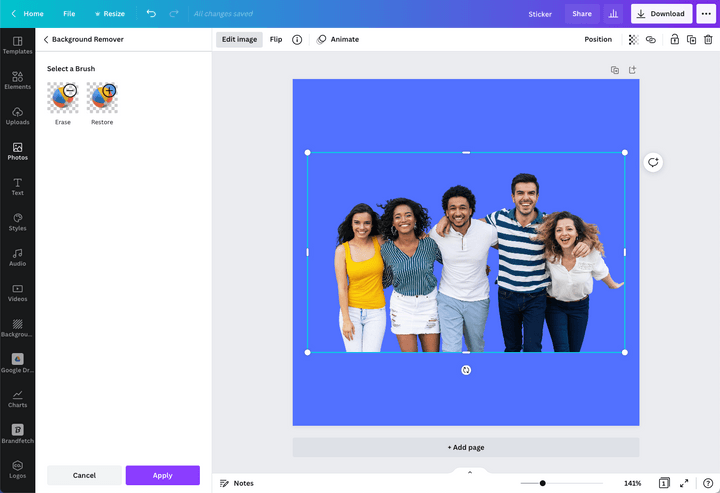 Home File Resize All changes saved Sticker Share Download
Templates
Elements
Uploads
Photos
Text
Styles
Audio
Videos
Backgrou...
Google Dr...
Charts
Brandfetch
Logos
Background Remover
Select a Brush
Erase Restore
Cancel Apply
Edit image Flip Animate Position
+ Add page
Notes 141% 1